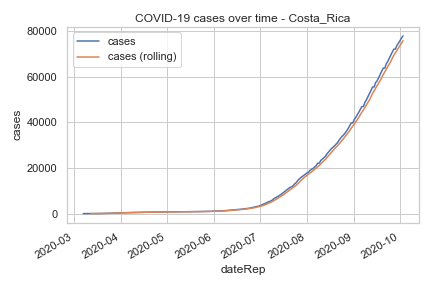 COVID-19 cases over time - Costa_Rica
cases
cases (rolling)
80000
60000
40000
20000
0
cases
2020-03
2020-04
2020-05
2020-06
2020-07
2020-08
2020-09
2020-10
dateRep